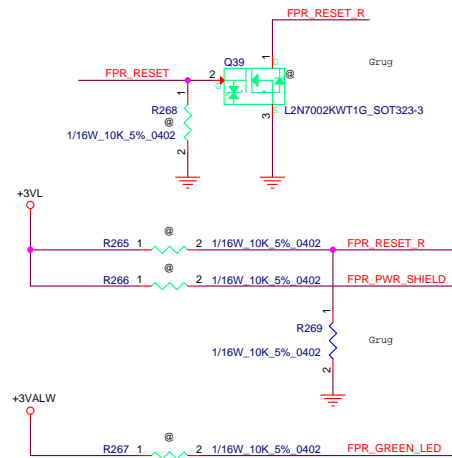 FPR_RESET_R
1
D
Q39
@
Grug
FPR_RESET
2
G
1
R268
@
3
S
L2N7002KWT1G_SOT323-3
1/16W_10K_5%_0402
2
+3VL
@
R265 1 2 1/16W_10K_5%_0402 FPR_RESET_R
@
R266 1 2 1/16W_10K_5%_0402 FPR_PWR_SHIELD
1
R269
Grug
1/16W_10K_5%_0402
2
+3VALW
@
R267 1 2 1/16W_10K_5%_0402 FPR_GREEN_LED